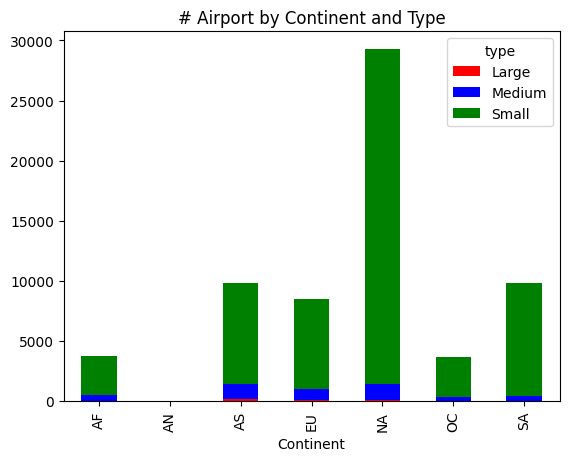 # Airport by Continent and Type
type
Large
Medium
Small
30000
25000
20000
15000
10000
5000
0
AF
AN
AS
EU
NA
OC
SA
Continent